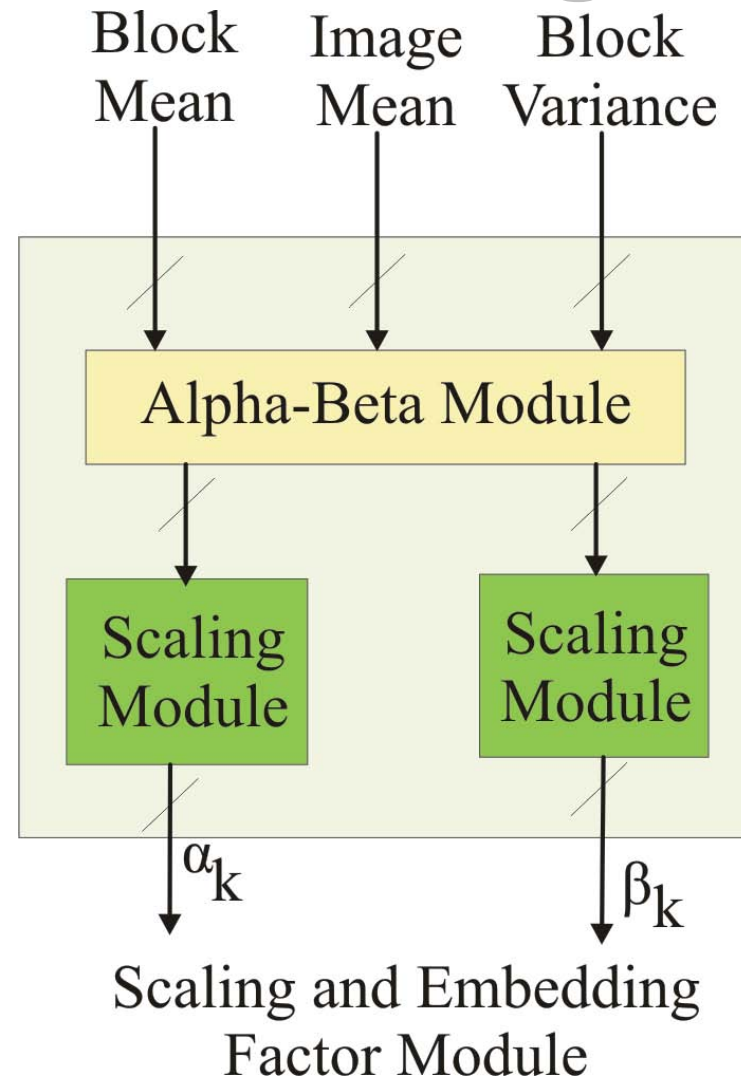 Block Mean
Image Mean
Block Variance
Alpha-Beta Module
Scaling Module
Scaling Module
αk
βk
Scaling and Embedding
Factor Module